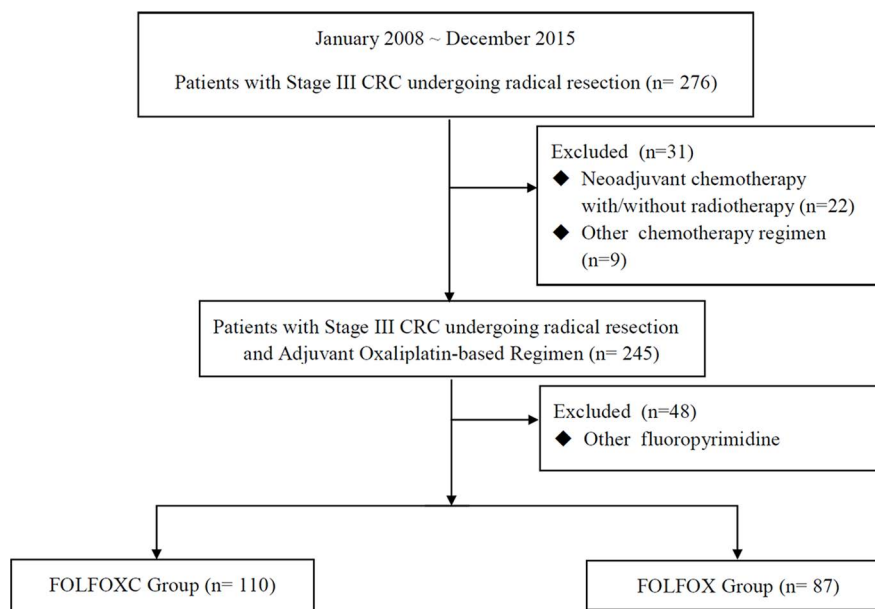 January 2008 ~ December 2015
Patients with Stage III CRC undergoing radical resection (n= 276)
Excluded (n=31)
◆ Neoadjuvant chemotherapy
with/without radiotherapy (n=22)
◆ Other chemotherapy regimen
(n=9)
Patients with Stage III CRC undergoing radical resection
and Adjuvant Oxaliplatin-based Regimen (n= 245)
Excluded (n=48)
◆ Other fluoropyrimidine
FOLFOXC Group (n= 110)
FOLFOX Group (n= 87)